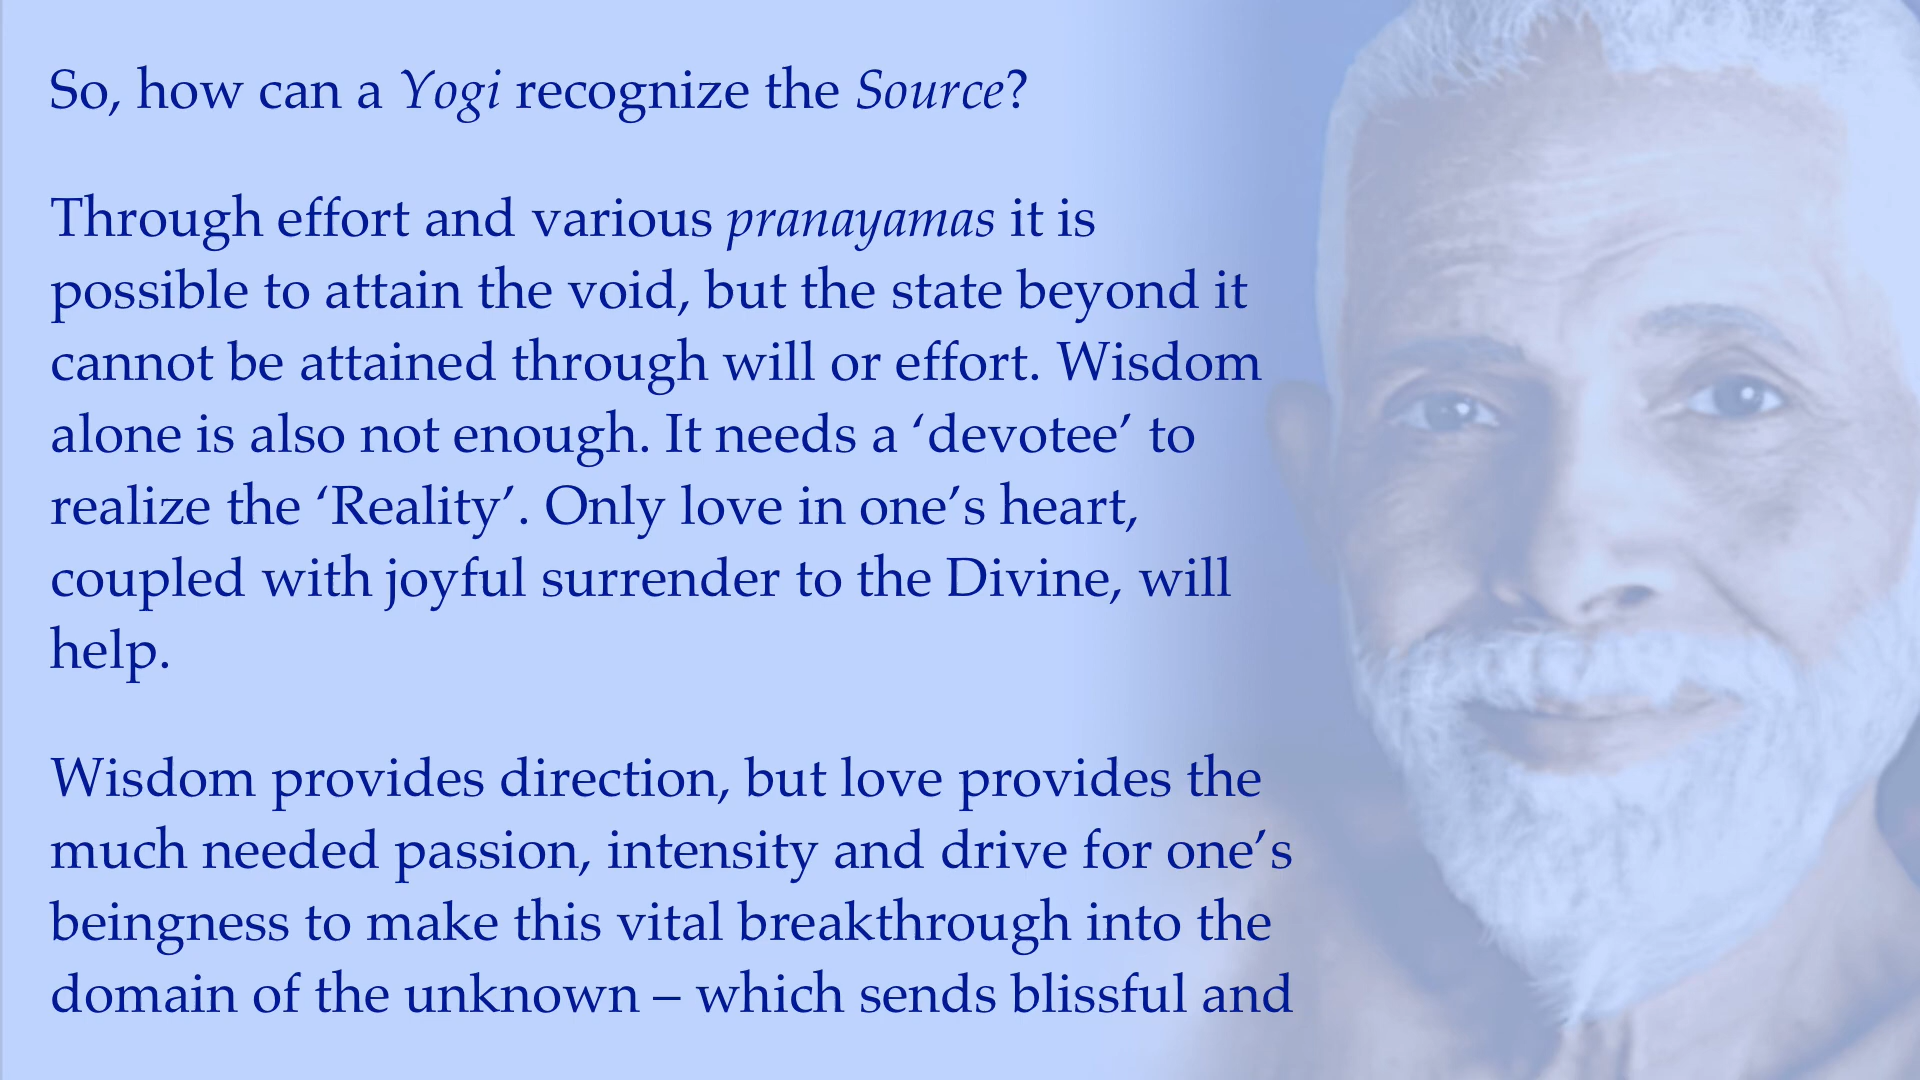 So, how can a Yogi recognize the Source?
Through effort and various pranayamas it is
possible to attain the void, but the state beyond it
cannot be attained through will or effort. Wisdom
alone is also not enough. It needs a ‘devotee’ to
realize the ‘Reality’. Only love in one’s heart,
coupled with joyful surrender to the Divine, will
help.
Wisdom provides direction, but love provides the
much needed passion, intensity and drive for one’s
beingness to make this vital breakthrough into the
domain of the unknown – which sends blissful and